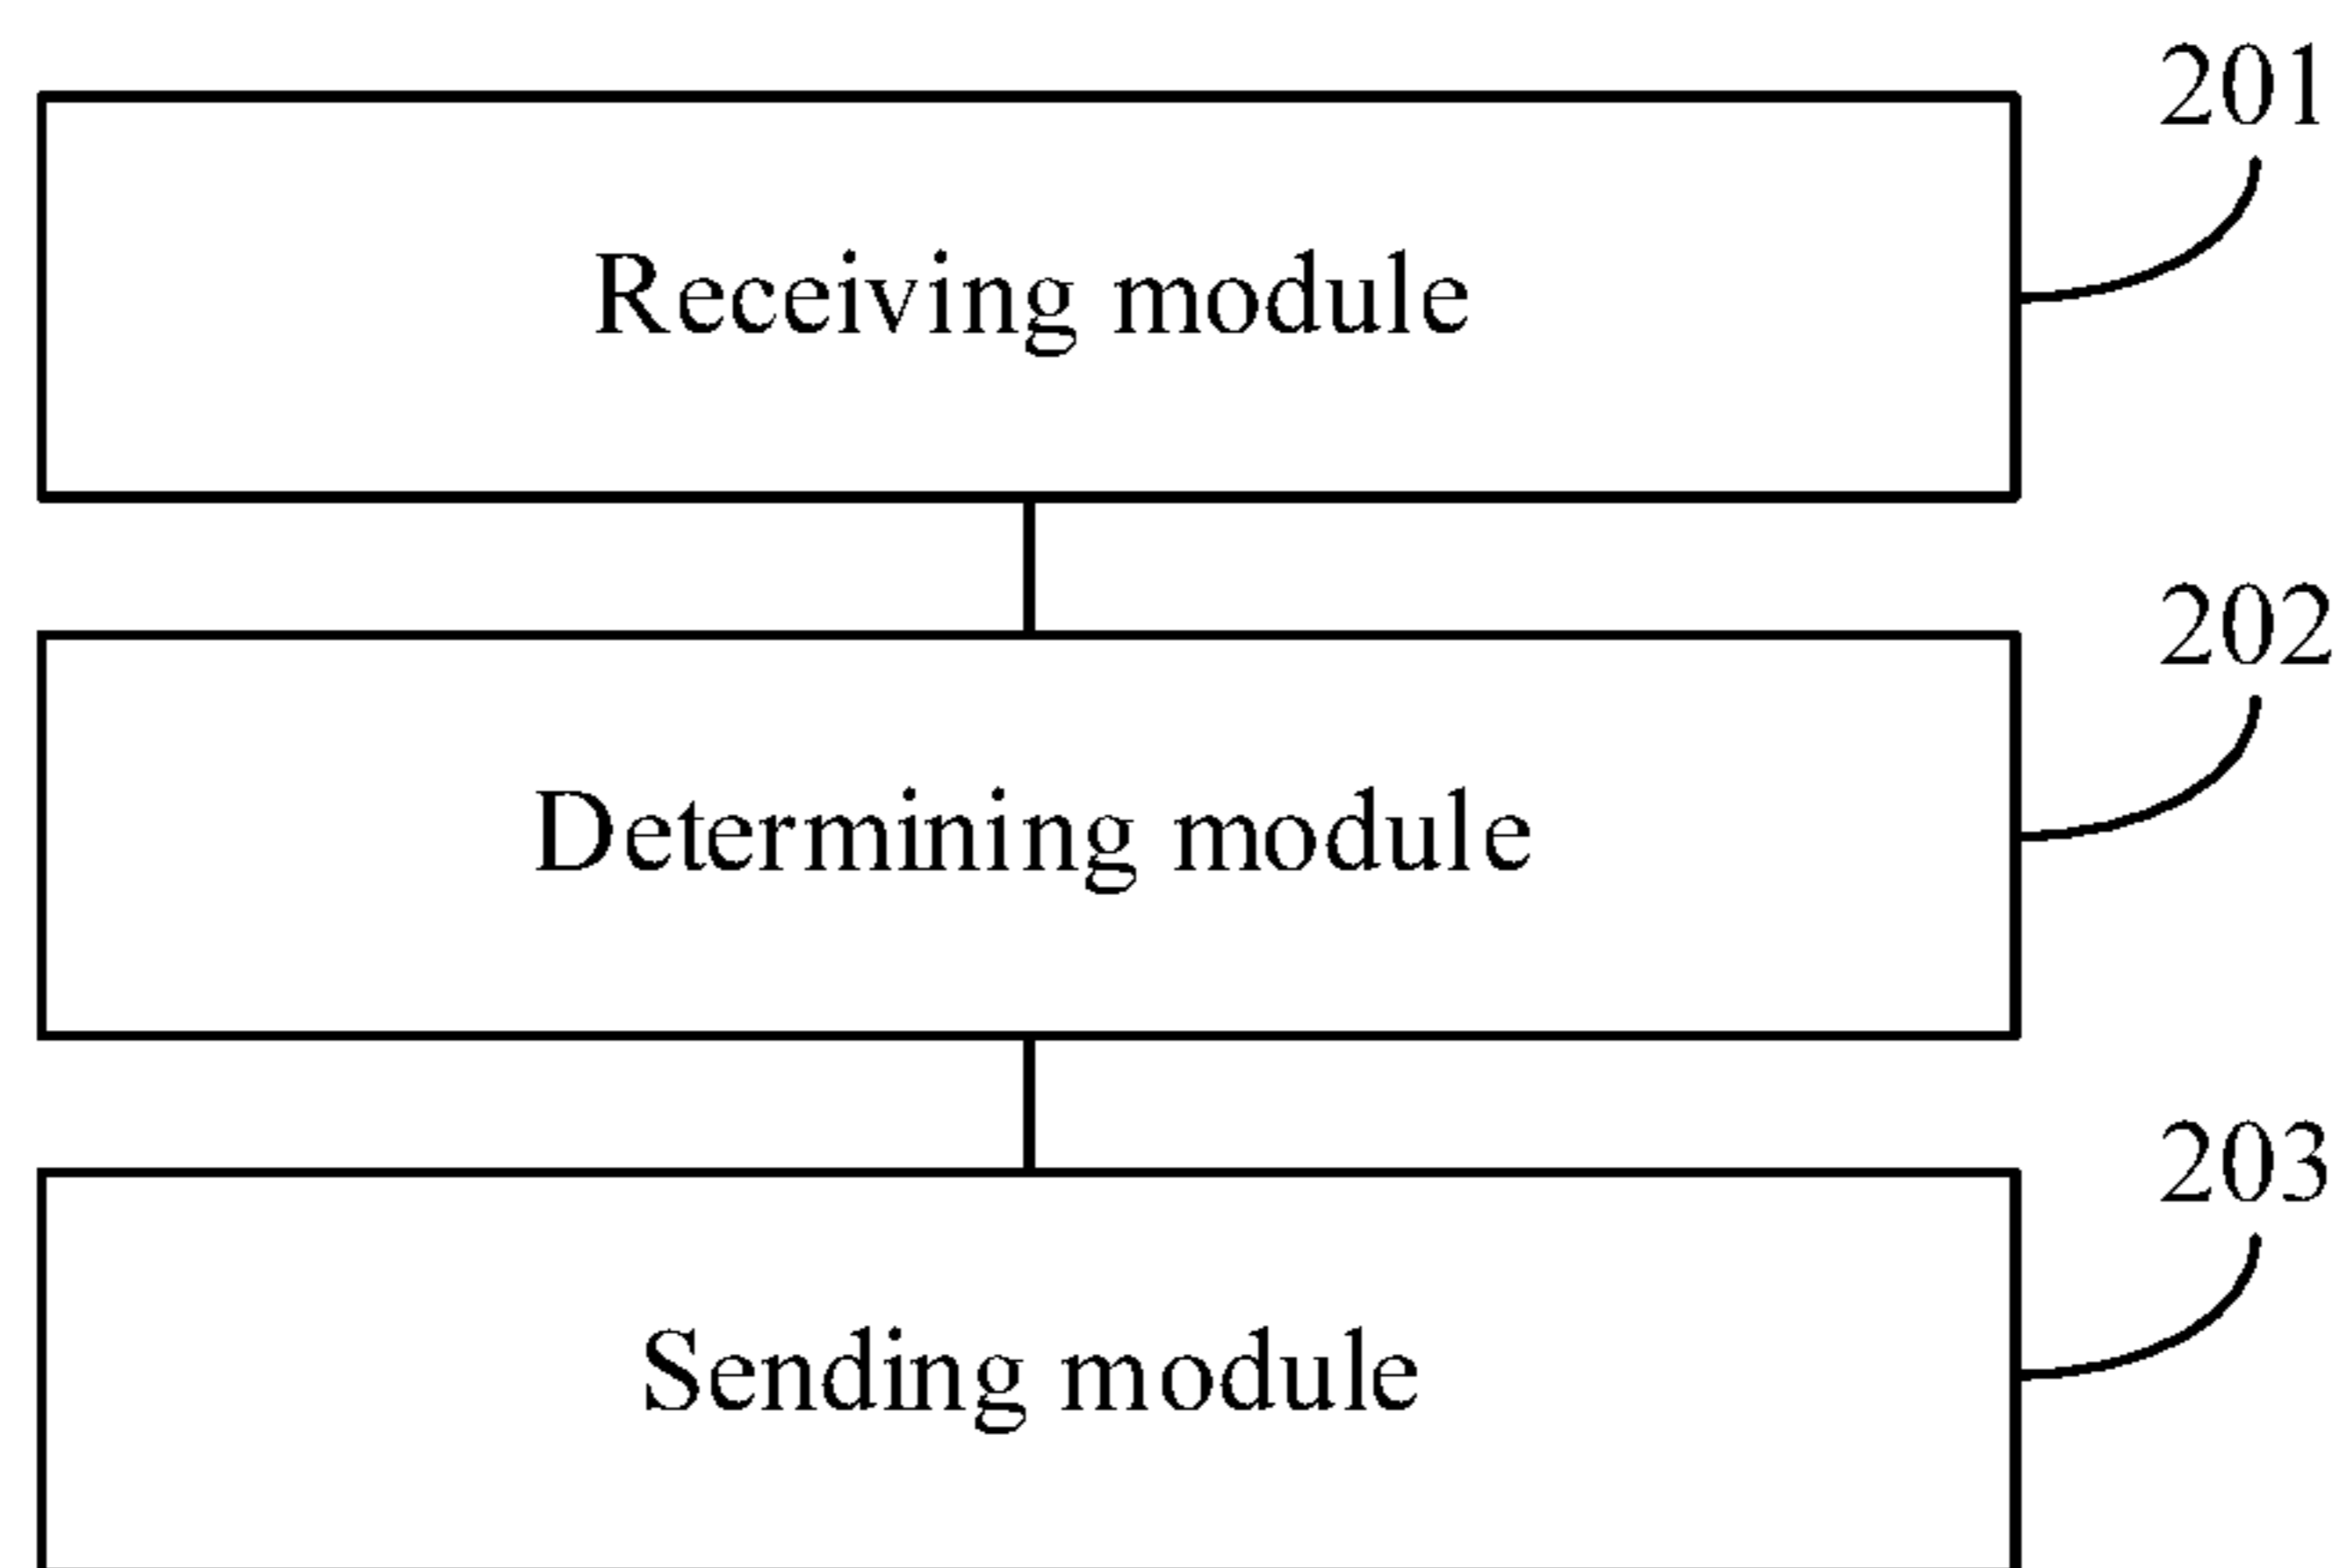 201
Receiving module
202
Determining module
203
Sending module